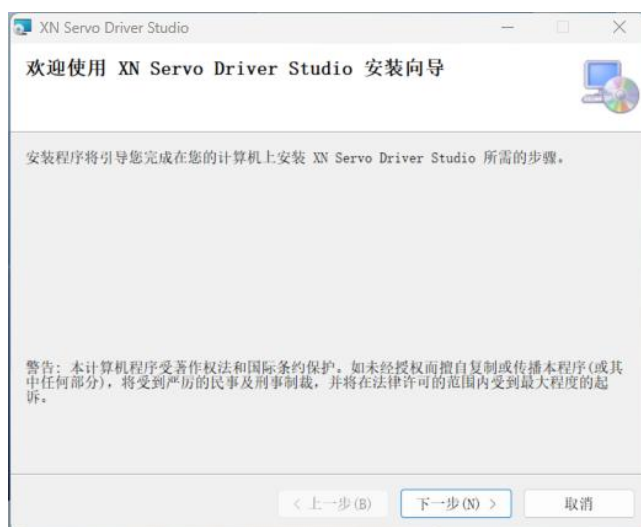 XN Servo Driver Studio
欢迎使用 XN Servo Driver Studio 安装向导
安装程序将引导您完成在您的计算机上安装 XN Servo Driver Studio 所需的步骤。
警告: 本计算机程序受著作权法和国际条约保护。如未经授权而擅自复制或传播本程序(或其
中任何部分)，将受到严厉的民事及刑事制裁，并将在法律许可的范围内受到最大程度的起
诉。
< 上一步(B) 下一步(N) > 取消